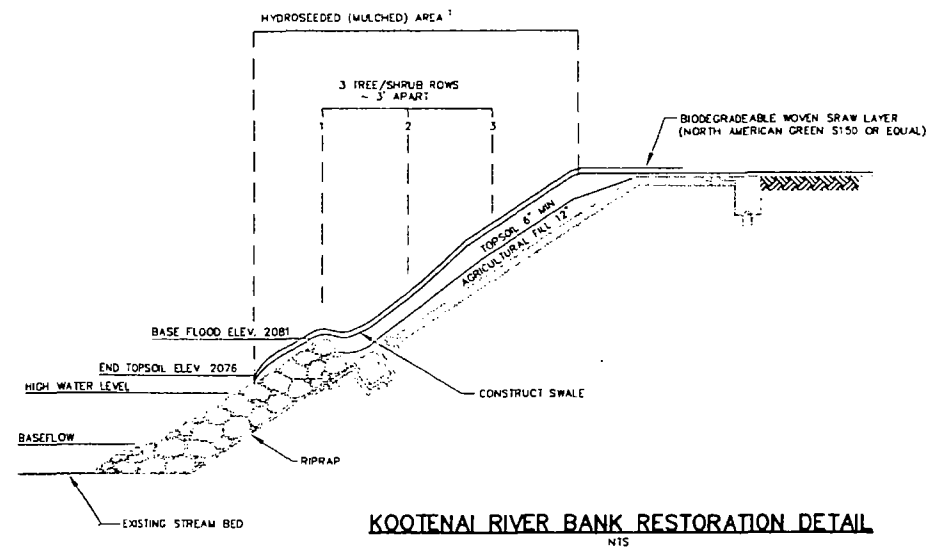 HYDROSEEDED (MULCHED) AREA 1
3 TREE/SHRUB ROWS
~ 3' APART
1 2 3
BIODEGRADEABLE WOVEN SRAW LAYER
(NORTH AMERICAN GREEN S150 OR EQUAL)
TOPSOIL 6" MIN
AGRICULTURAL FILL 12"
BASE FLOOD ELEV. 2081
END TOPSOIL ELEV 2076
HIGH WATER LEVEL
CONSTRUCT SWALE
BASEFLOW
RIPRAP
EXISTING STREAM BED
KOOTENAI RIVER BANK RESTORATION DETAIL
NTS